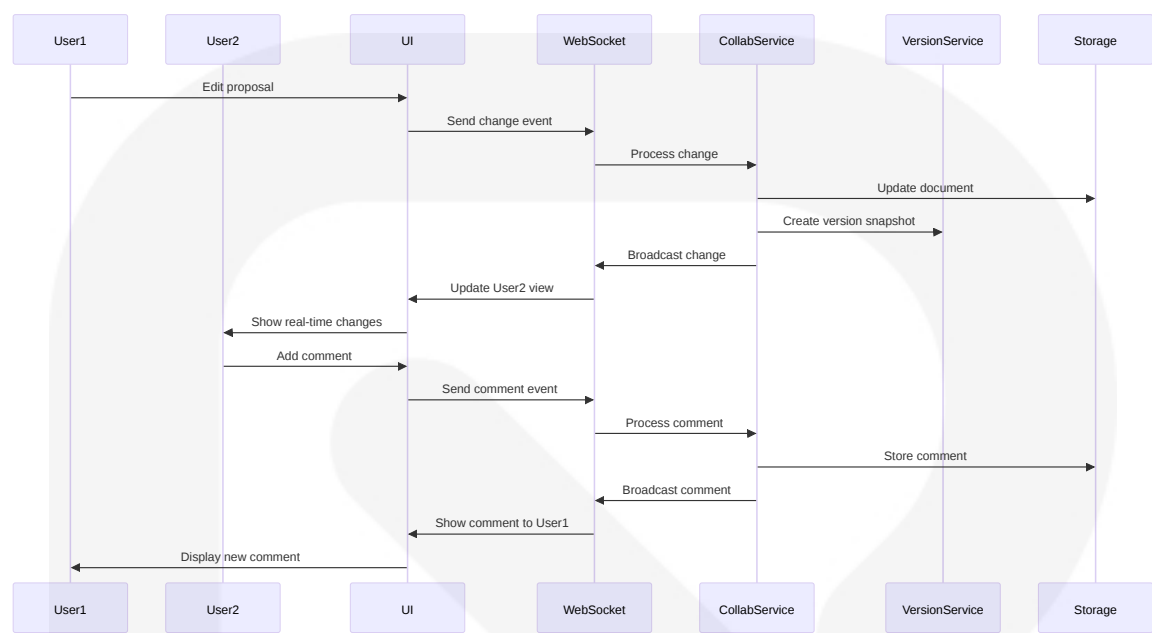 User1
User2
UI
WebSocket
CollabService
VersionService
Storage
Edit proposal
Send change event
Process change
Update document
Create version snapshot
Broadcast change
Update User2 view
Show real-time changes
Add comment
Send comment event
Process comment
Store comment
Broadcast comment
Show comment to User1
Display new comment
User1
User2
UI
WebSocket
CollabService
VersionService
Storage